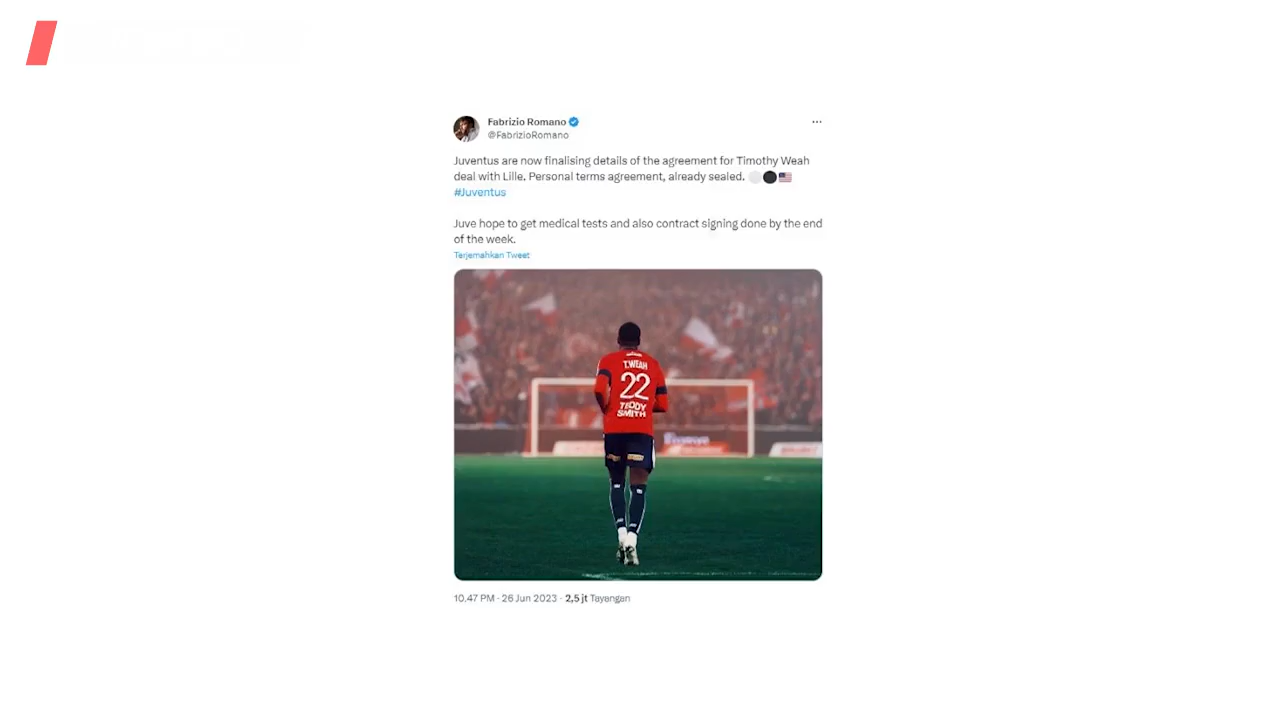 Fabrizio Romano
@FabrizioRomano
Juventus are now finalising details of the agreement for Timothy Weah
deal with Lille. Personal terms agreement, already sealed. ⚪⚫🇺🇸
#Juventus
Juve hope to get medical tests and also contract signing done by the end
of the week.
Terjemahkan Tweet
T.WEAH
22
TEDDY
SMITH
10.47 PM · 26 Jun 2023 · 2,5 jt Tayangan